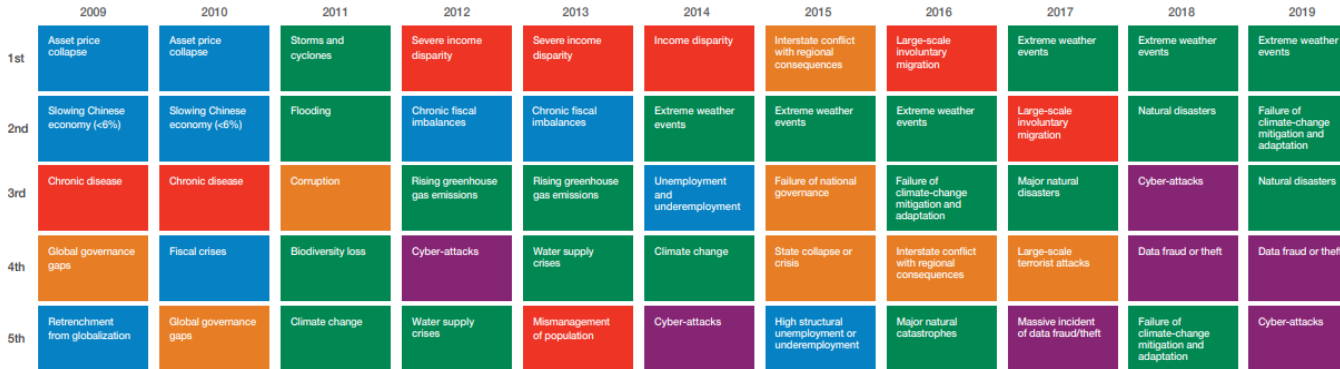 2009 2010 2011 2012 2013 2014 2015 2016 2017 2018 2019
1st
Asset price
collapse
Asset price
collapse
Storms and
cyclones
Severe income
disparity
Severe income
disparity
Income disparity
Interstate conflict
with regional
consequences
Large-scale
involuntary
migration
Extreme weather
events
Extreme weather
events
Extreme weather
events
2nd
Slowing Chinese
economy (<6%)
Slowing Chinese
economy (<6%)
Flooding
Chronic fiscal
imbalances
Chronic fiscal
imbalances
Extreme weather
events
Extreme weather
events
Extreme weather
events
Large-scale
involuntary
migration
Natural disasters
Failure of
climate-change
mitigation and
adaptation
3rd
Chronic disease
Chronic disease
Corruption
Rising greenhouse
gas emissions
Rising greenhouse
gas emissions
Unemployment
and
underemployment
Failure of national
governance
Failure of
climate-change
mitigation and
adaptation
Major natural
disasters
Cyber-attacks
Natural disasters
4th
Global governance
gaps
Fiscal crises
Biodiversity loss
Cyber-attacks
Water supply
crises
Climate change
State collapse or
crisis
Interstate conflict
with regional
consequences
Large-scale
terrorist attacks
Data fraud or theft
Data fraud or theft
5th
Retrenchment
from globalization
Global governance
gaps
Climate change
Water supply
crises
Mismanagement
of population
Cyber-attacks
High structural
unemployment or
underemployment
Major natural
catastrophes
Massive incident
of data fraud/theft
Failure of
climate-change
mitigation and
adaptation
Cyber-attacks